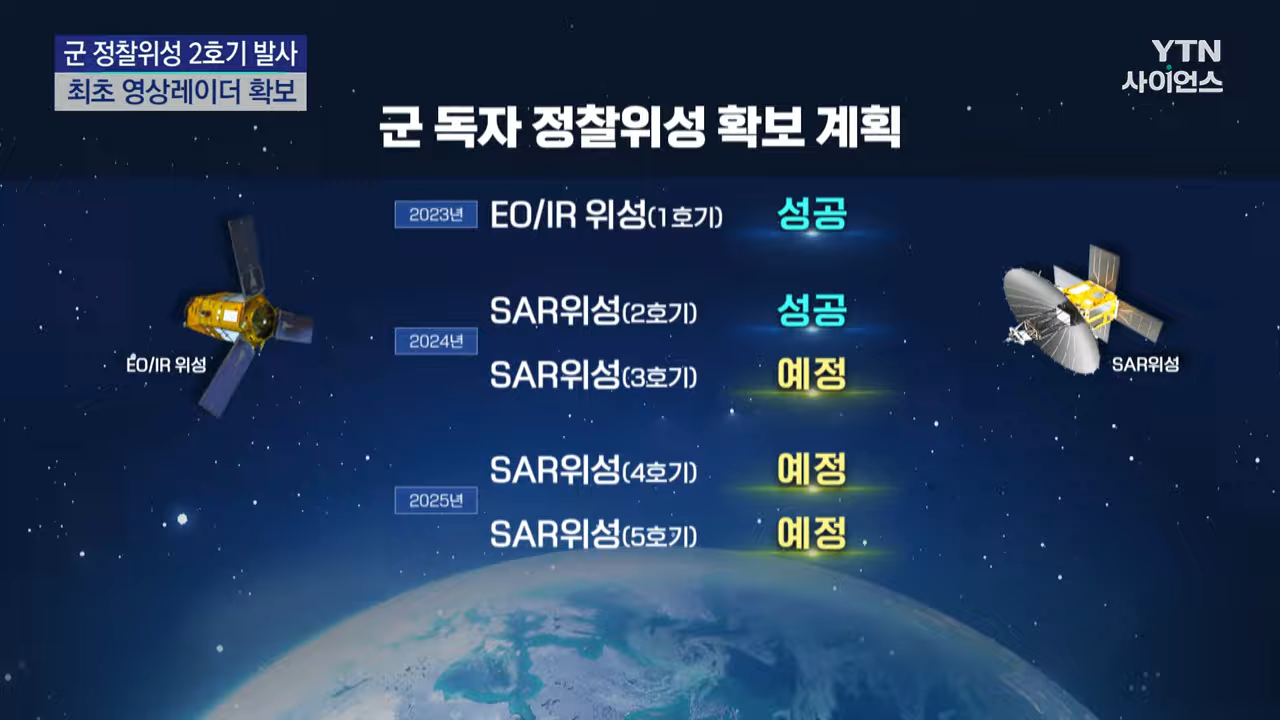 군 정찰위성 2호기 발사
최초 영상레이더 확보
YTN
사이언스
군 독자 정찰위성 확보 계획
2023년 EO/IR 위성(1호기) 성공
2024년
SAR위성(2호기) 성공
SAR위성(3호기) 예정
2025년
SAR위성(4호기) 예정
SAR위성(5호기) 예정
EO/IR 위성
SAR위성